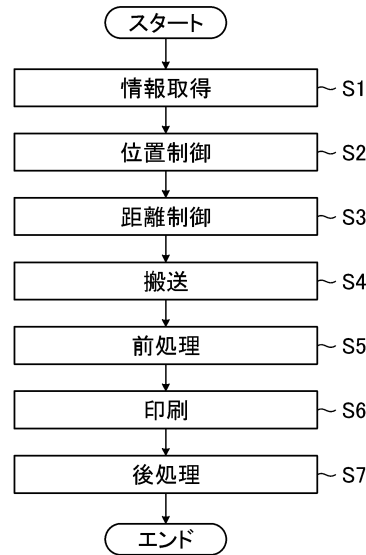 スタート
情報取得 S1
位置制御 S2
距離制御 S3
搬送 S4
前処理 S5
印刷 S6
後処理 S7
エンド